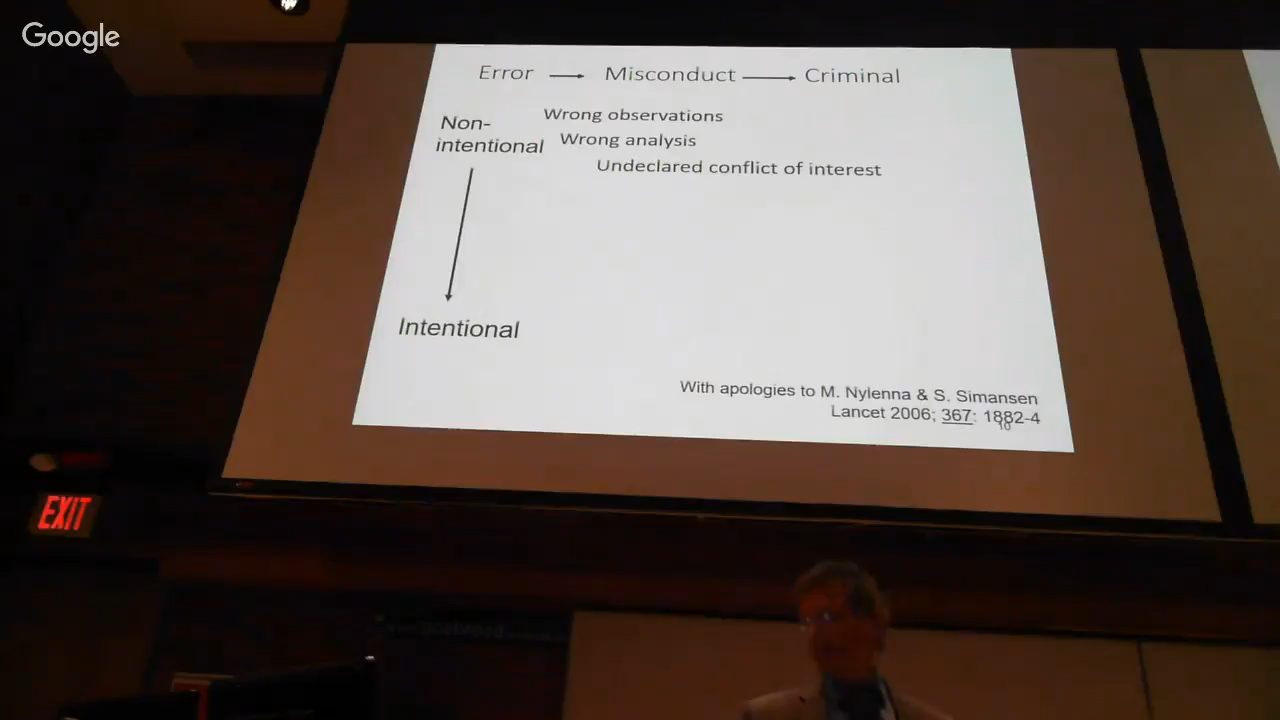 Google
Error → Misconduct → Criminal
Wrong observations
Non-
intentional
Wrong analysis
Undeclared conflict of interest
Intentional
With apologies to M. Nylenna & S. Simansen
Lancet 2006; 367: 1882-4
10
EXIT